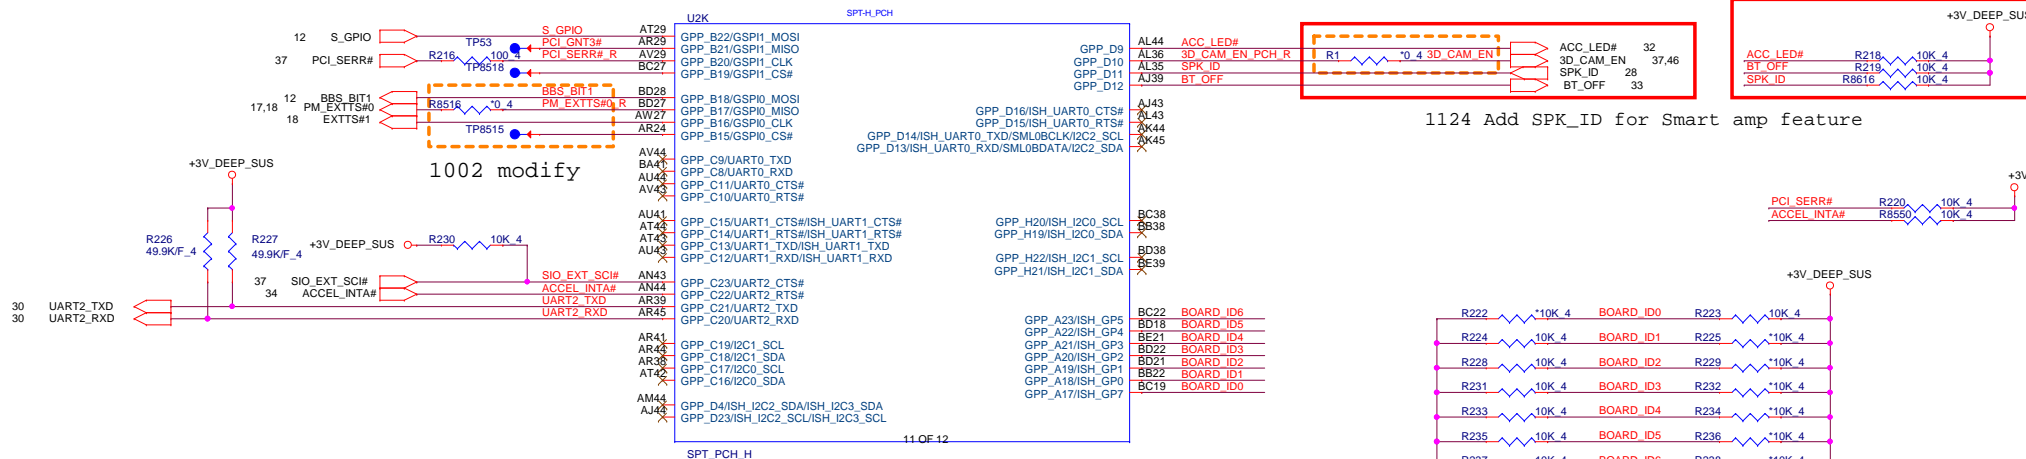 U2K
SPT-H_PCH
12 S_GPIO
S_GPIO AT29
GPP_B22/GSPI1_MOSI
TP53 PCI_GNT3# AR29
GPP_B21/GSPI1_MISO
37 PCI_SERR# R216 100_4 PCI_SERR#_R AV29
GPP_B20/GSPI1_CLK
TP8518 BC27
GPP_B19/GSPI1_CS#
12 BBS_BIT1 BBS_BIT1 BD28
GPP_B18/GSPI0_MOSI
17,18 PM_EXTTS#0 R8516 *0_4 PM_EXTTS#0_R BD27
GPP_B17/GSPI0_MISO
18 EXTTS#1 AW27
GPP_B16/GSPI0_CLK
TP8515 AR24
GPP_B15/GSPI0_CS#
1002 modify
AV44 GPP_C9/UART0_TXD
BA41 GPP_C8/UART0_RXD
AU44 GPP_C11/UART0_CTS#
AV43 GPP_C10/UART0_RTS#
AU41 GPP_C15/UART1_CTS#/ISH_UART1_CTS#
AT44 GPP_C14/UART1_RTS#/ISH_UART1_RTS#
AT43 GPP_C13/UART1_TXD/ISH_UART1_TXD
AU43 GPP_C12/UART1_RXD/ISH_UART1_RXD
+3V_DEEP_SUS
R226
49.9K/F_4
R227
49.9K/F_4
+3V_DEEP_SUS R230 10K_4
37 SIO_EXT_SCI# SIO_EXT_SCI# AN43 GPP_C23/UART2_CTS#
34 ACCEL_INTA# ACCEL_INTA# AN44 GPP_C22/UART2_RTS#
30 UART2_TXD UART2_TXD AR39 GPP_C21/UART2_TXD
30 UART2_RXD UART2_RXD AR45 GPP_C20/UART2_RXD
AR41 GPP_C19/I2C1_SCL
AR44 GPP_C18/I2C1_SDA
AR38 GPP_C17/I2C0_SCL
AT42 GPP_C16/I2C0_SDA
AM44 GPP_D4/ISH_I2C2_SDA/ISH_I2C3_SDA
AJ44 GPP_D23/ISH_I2C2_SCL/ISH_I2C3_SCL
11 OF 12
SPT_PCH_H
GPP_D9 AL44 ACC_LED# ACC_LED# 32
GPP_D10 AL36 3D_CAM_EN_PCH_R R1 *0_4 3D_CAM_EN 3D_CAM_EN 37,46
GPP_D11 AL35 SPK_ID SPK_ID 28
GPP_D12 AJ39 BT_OFF BT_OFF 33
1124 Add SPK_ID for Smart amp feature
GPP_D16/ISH_UART0_CTS# AJ43
GPP_D15/ISH_UART0_RTS# AL43
GPP_D14/ISH_UART0_TXD/SML0BCLK/I2C2_SCL AK44
GPP_D13/ISH_UART0_RXD/SML0BDATA/I2C2_SDA AK45
GPP_H20/ISH_I2C0_SCL BC38
GPP_H19/ISH_I2C0_SDA BB38
GPP_H22/ISH_I2C1_SCL BD38
GPP_H21/ISH_I2C1_SDA BE39
GPP_A23/ISH_GP5 BC22 BOARD_ID6
GPP_A22/ISH_GP4 BD18 BOARD_ID5
GPP_A21/ISH_GP3 BE21 BOARD_ID4
GPP_A20/ISH_GP2 BD22 BOARD_ID3
GPP_A19/ISH_GP1 BD21 BOARD_ID2
GPP_A18/ISH_GP0 BB22 BOARD_ID1
GPP_A17/ISH_GP7 BC19 BOARD_ID0
+3V_DEEP_SUS
ACC_LED# R218 10K_4
BT_OFF R219 10K_4
SPK_ID R8616 10K_4
+3V
PCI_SERR# R220 10K_4
ACCEL_INTA# R8550 10K_4
+3V_DEEP_SUS
R222 *10K_4 BOARD_ID0 R223 10K_4
R224 10K_4 BOARD_ID1 R225 *10K_4
R228 10K_4 BOARD_ID2 R229 *10K_4
R231 10K_4 BOARD_ID3 R232 *10K_4
R233 10K_4 BOARD_ID4 R234 *10K_4
R235 10K_4 BOARD_ID5 R236 *10K_4
R237 10K_4 BOARD_ID6 R238 *10K_4